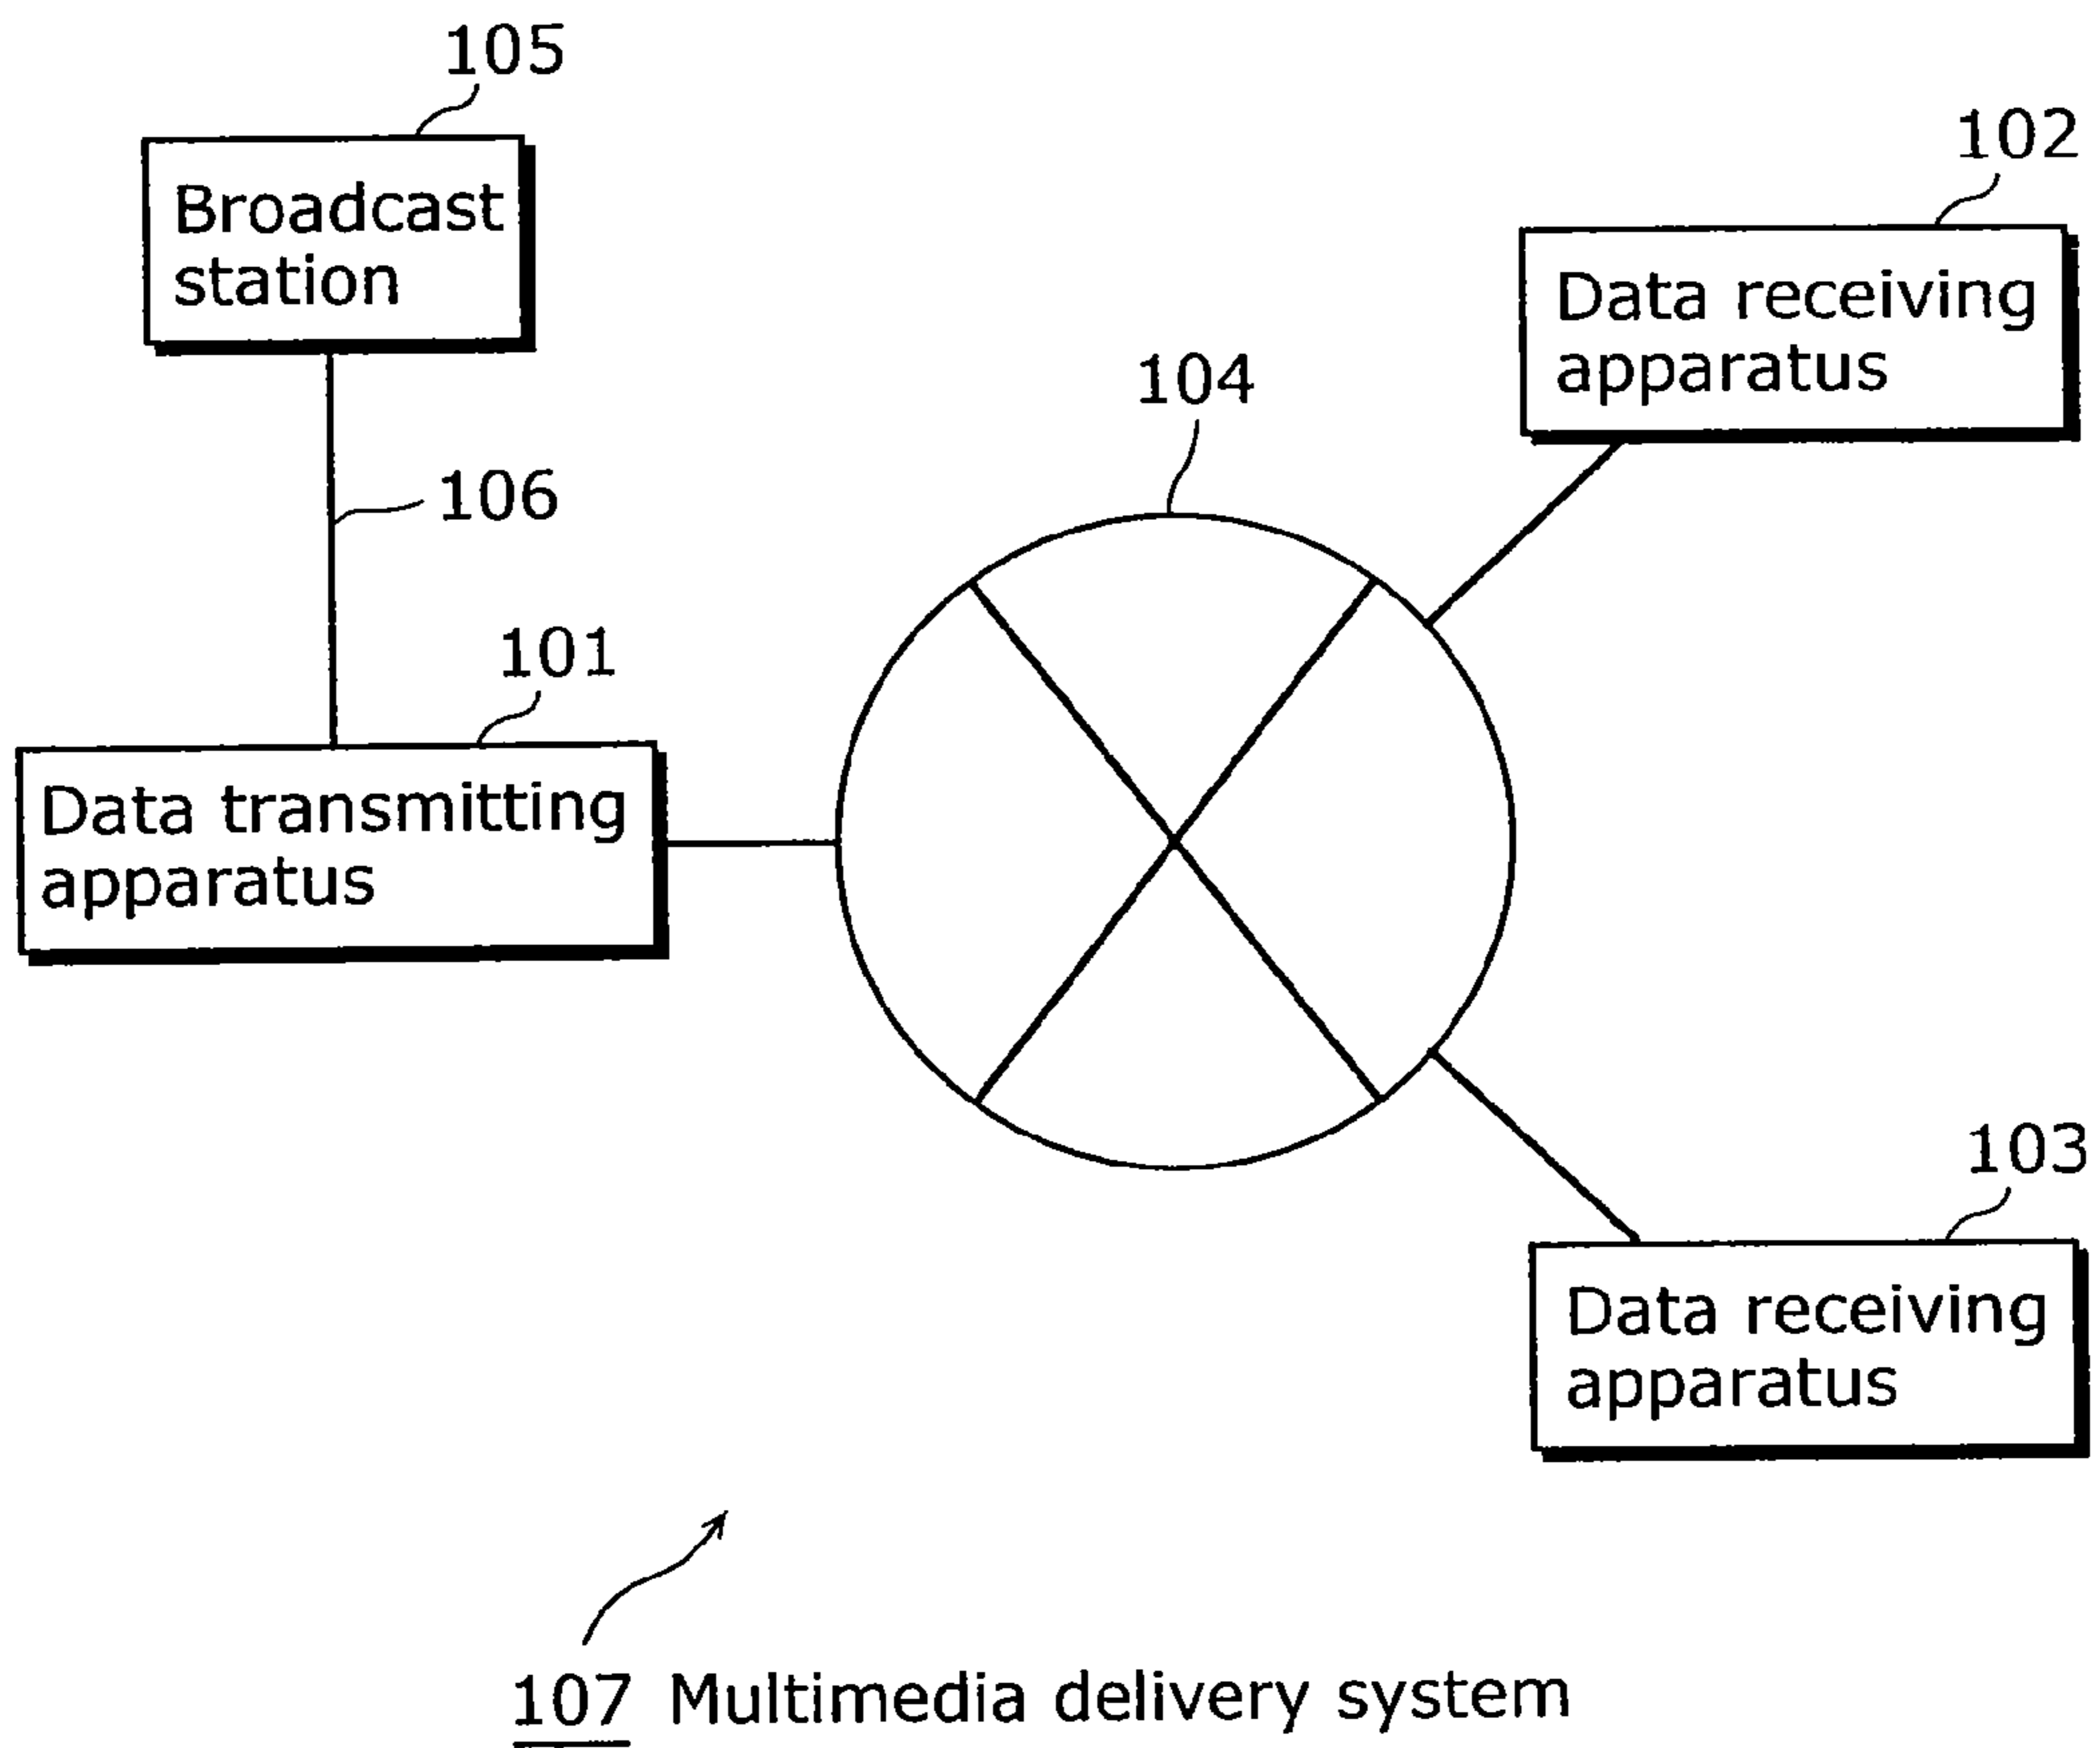 105
Broadcast
station
102
Data receiving
apparatus
104
106
101
Data transmitting
apparatus
103
Data receiving
apparatus
107 Multimedia delivery system